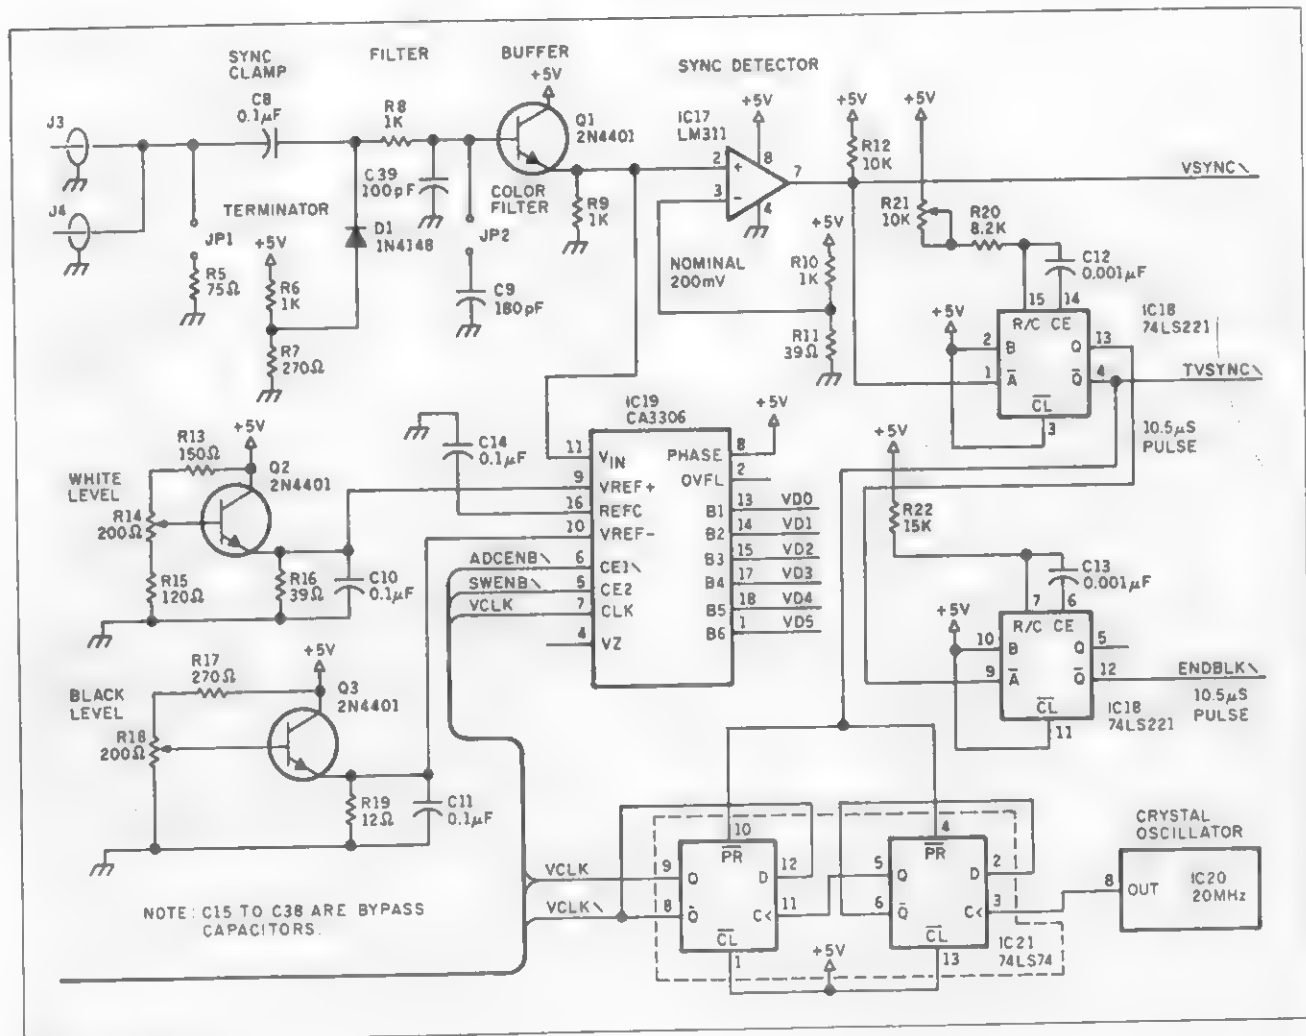 SYNC
CLAMP
FILTER
BUFFER
SYNC DETECTOR
J3
J4
C8
0.1µF
R8
1K
C39
100pF
+5V
Q1
2N4401
COLOR
FILTER
R9
1K
TERMINATOR
JP1
R5
75Ω
+5V
R6
1K
R7
270Ω
D1
1N4148
JP2
C9
180pF
IC17
LM311
+5V
2
+
3
-
8
4
7
NOMINAL
200mV
+5V
R12
10K
+5V
R21
10K
R20
8.2K
VSYNC\
+5V
R10
1K
R11
39Ω
C12
0.001µF
15
14
R/C CE
IC18
74LS221
+5V
2
B
Q
13
1
A
Q
4
CL
3
TVSYNC\
10.5µS
PULSE
WHITE
LEVEL
R13
150Ω
+5V
Q2
2N4401
R14
200Ω
R15
120Ω
R16
39Ω
C10
0.1µF
C14
0.1µF
IC19
CA3306
+5V
11
VIN
PHASE
8
9
VREF+
OVFL
2
16
REFC
B1
13
VD0
10
VREF-
B2
14
VD1
ADCENB\
6
CE1\
B3
15
VD2
SWENB\
5
CE2
B4
17
VD3
VCLK
7
CLK
B5
18
VD4
4
VZ
B6
1
VD5
+5V
R22
15K
C13
0.001µF
7
6
R/C CE
+5V
10
B
Q
5
9
A
Q
12
CL
11
IC18
74LS221
ENDBLK\
10.5µS
PULSE
BLACK
LEVEL
R17
270Ω
+5V
Q3
2N4401
R18
200Ω
R19
12Ω
C11
0.1µF
NOTE: C15 TO C38 ARE BYPASS
CAPACITORS.
VCLK
VCLK\
10
PR
9
Q
D
12
8
Q
C<
11
CL
1
+5V
4
PR
5
Q
D
2
6
Q
C<
3
CL
13
IC21
74LS74
CRYSTAL
OSCILLATOR
8
OUT
IC20
20MHz